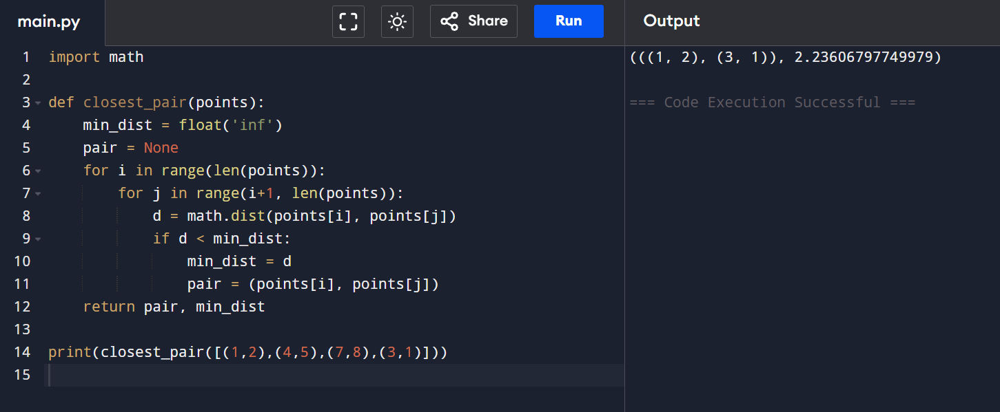 main.py Share Run Output
1 import math
2
3 def closest_pair(points):
4     min_dist = float('inf')
5     pair = None
6     for i in range(len(points)):
7         for j in range(i+1, len(points)):
8             d = math.dist(points[i], points[j])
9             if d < min_dist:
10                 min_dist = d
11                 pair = (points[i], points[j])
12     return pair, min_dist
13
14 print(closest_pair([(1,2),(4,5),(7,8),(3,1)]))
15
(((1, 2), (3, 1)), 2.23606797749979)
=== Code Execution Successful ===